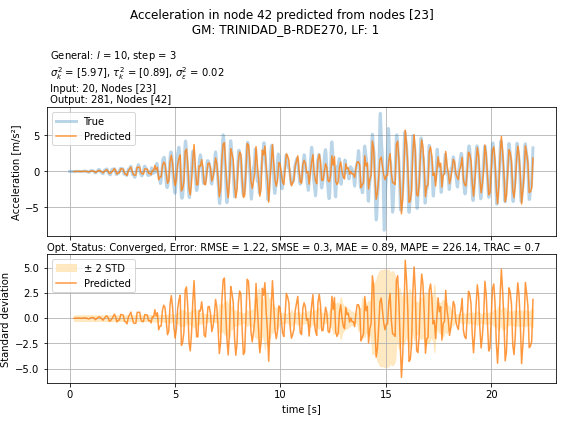 Acceleration in node 42 predicted from nodes [23]
GM: TRINIDAD_B-RDE270, LF: 1
General: l = 10, step = 3
σ²ₖ = [5.97], τ²ₖ = [0.89], σ²ε = 0.02
Input: 20, Nodes [23]
Output: 281, Nodes [42]
True
Predicted
Acceleration [m/s²]
5
0
−5
Opt. Status: Converged, Error: RMSE = 1.22, SMSE = 0.3, MAE = 0.89, MAPE = 226.14, TRAC = 0.7
± 2 STD
Predicted
Standard deviation
5.0
2.5
0.0
−2.5
−5.0
0 5 10 15 20
time [s]